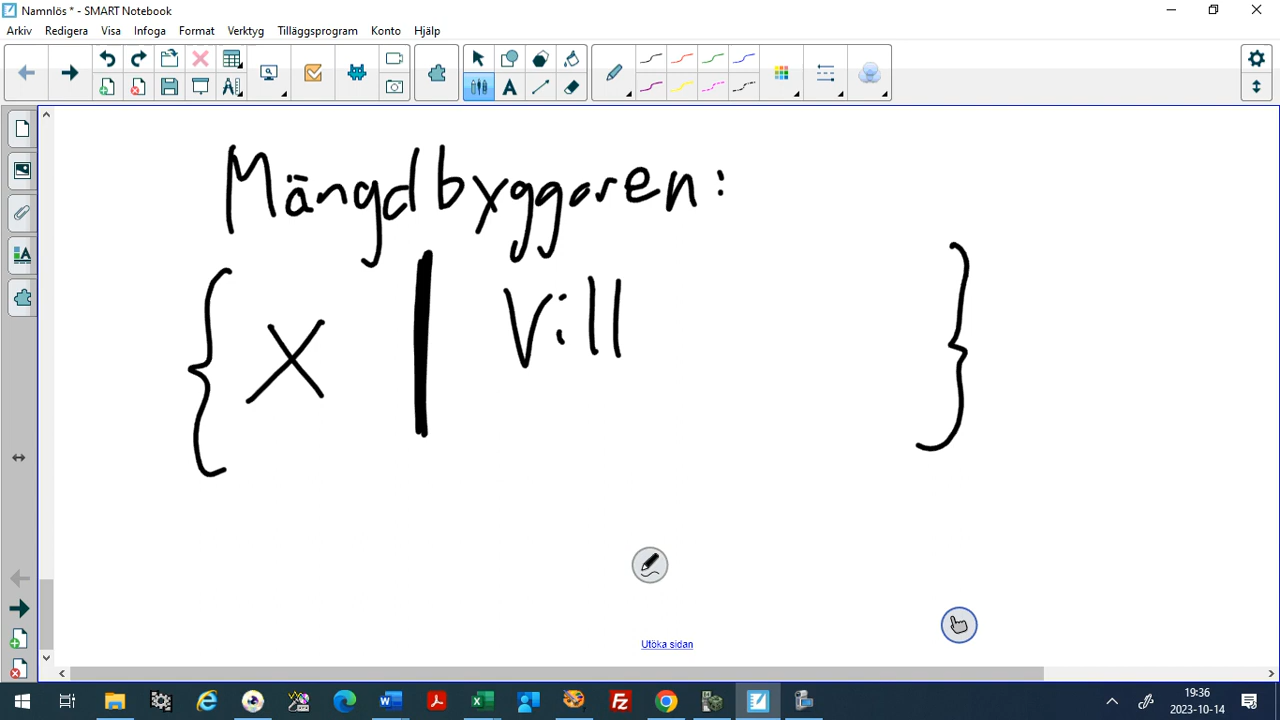 Namnlös * - SMART Notebook
Arkiv Redigera Visa Infoga Format Verktyg Tilläggsprogram Konto Hjälp
Mängdbyggaren:
{ X | Vill }
Utöka sidan
19:36
2023-10-14